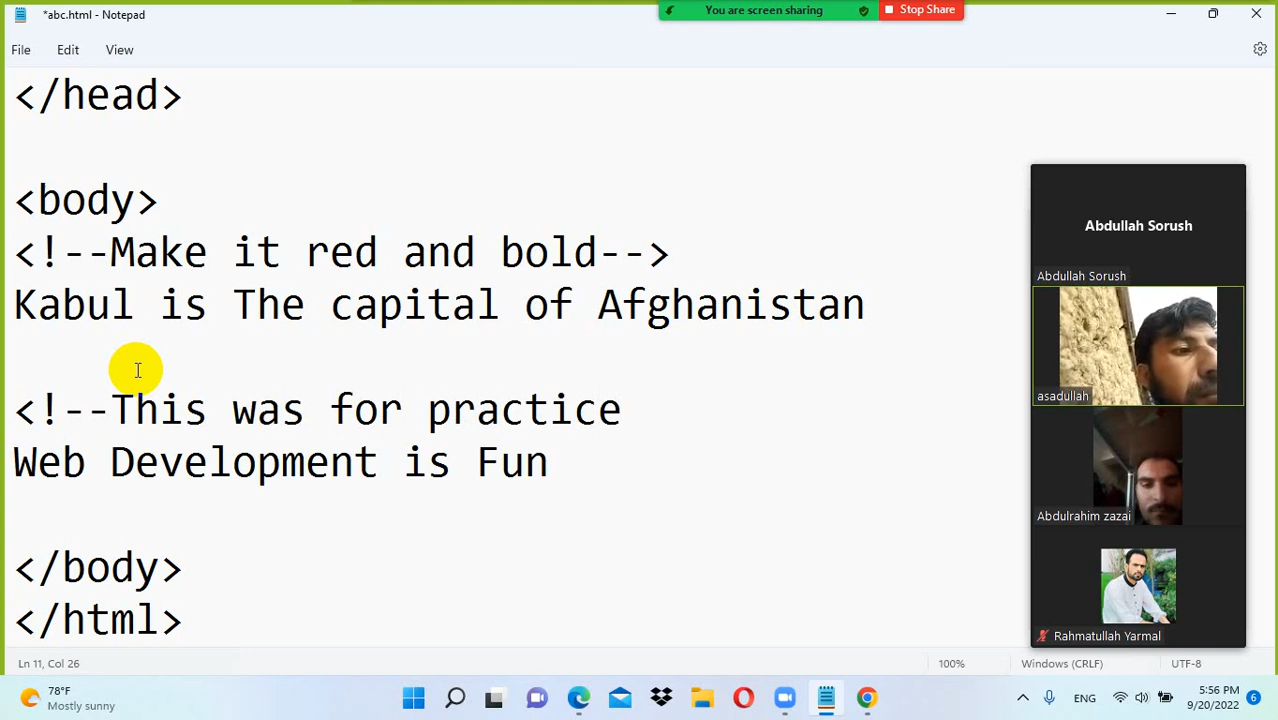 *abc.html - Notepad
You are screen sharing
Stop Share
File Edit View
</head>
<body>
<!--Make it red and bold-->
Kabul is The capital of Afghanistan
<!--This was for practice
Web Development is Fun
</body>
</html>
Abdullah Sorush
Abdullah Sorush
asadullah
Abdulrahim zazai
Rahmatullah Yarmal
Ln 11, Col 26
100%
Windows (CRLF)
UTF-8
78°F
Mostly sunny
ENG
5:56 PM
9/20/2022
6